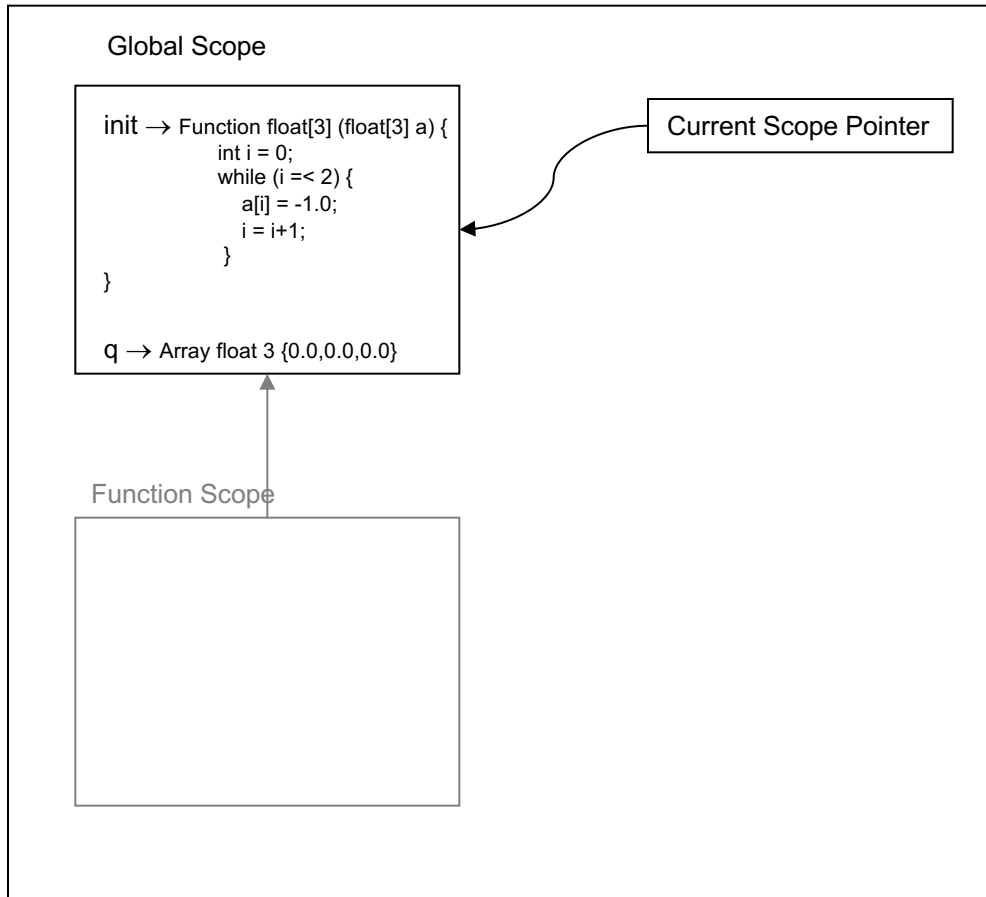 Global Scope
init → Function float[3] (float[3] a) {
int i = 0;
while (i =< 2) {
a[i] = -1.0;
i = i+1;
}
}
q → Array float 3 {0.0,0.0,0.0}
Current Scope Pointer
Function Scope